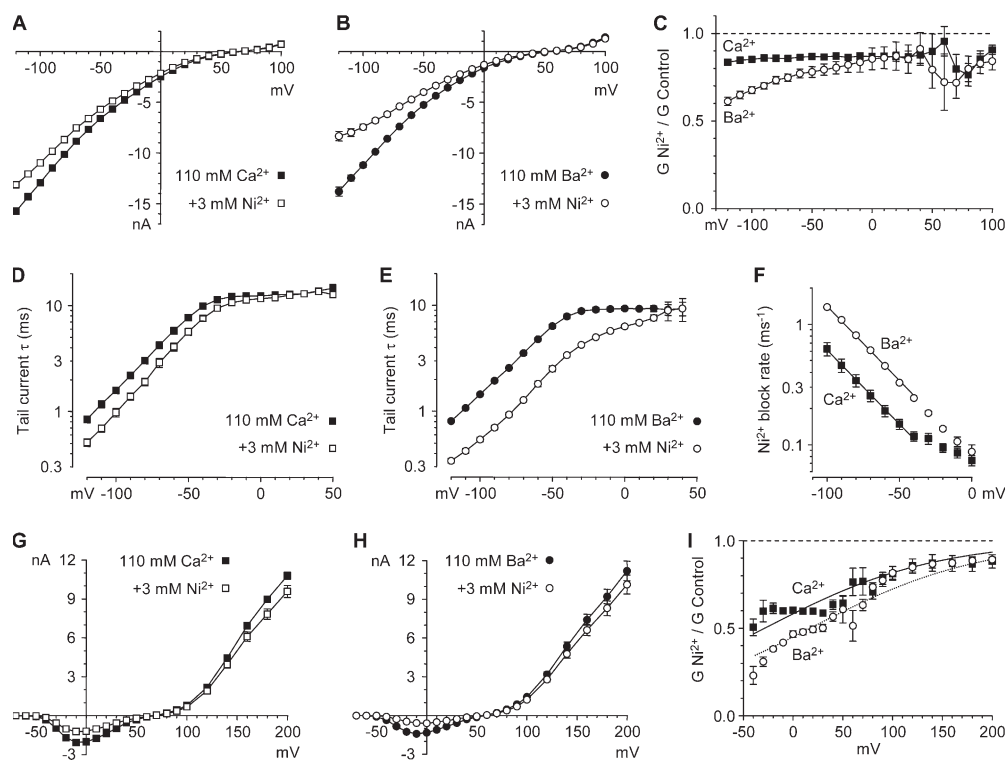 A
-100 -50 50 100
mV
-5
-10
-15
nA
110 mM Ca²⁺
+3 mM Ni²⁺
B
-100 -50 50 100
mV
-5
-10
-15
nA
110 mM Ba²⁺
+3 mM Ni²⁺
C
G Ni²⁺ / G Control
1.0
0.5
0.0
Ca²⁺
Ba²⁺
mV -100 -50 0 50 100
D
Tail current τ (ms)
10
3
1
0.3
110 mM Ca²⁺
+3 mM Ni²⁺
mV -100 -50 0 50
E
Tail current τ (ms)
10
3
1
0.3
110 mM Ba²⁺
+3 mM Ni²⁺
mV -100 -50 0 50
F
Ni²⁺ block rate (ms⁻¹)
1
0.3
0.1
Ba²⁺
Ca²⁺
-100 -50 0 mV
G
nA
12
9
6
3
-3
110 mM Ca²⁺
+3 mM Ni²⁺
-50 50 100 150 200
mV
H
nA
12
9
6
3
-3
110 mM Ba²⁺
+3 mM Ni²⁺
-50 50 100 150 200
mV
I
G Ni²⁺ / G Control
1.0
0.5
0.0
Ca²⁺
Ba²⁺
-50 0 50 100 150 200
mV